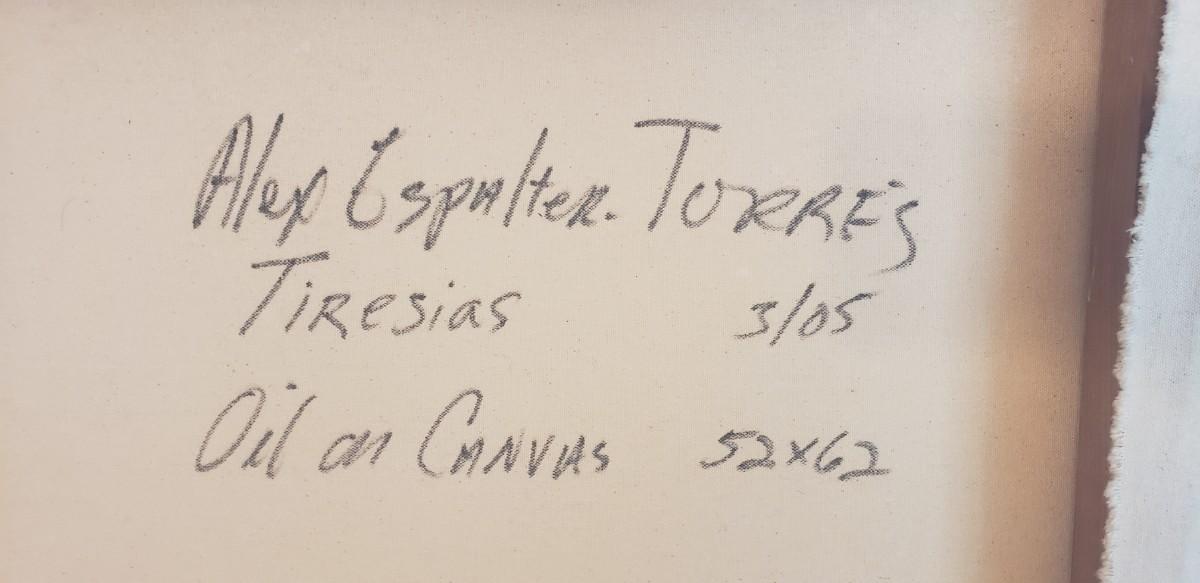 Alex Espalter-Torres
Tiresias 3/05
Oil on Canvas 52x62